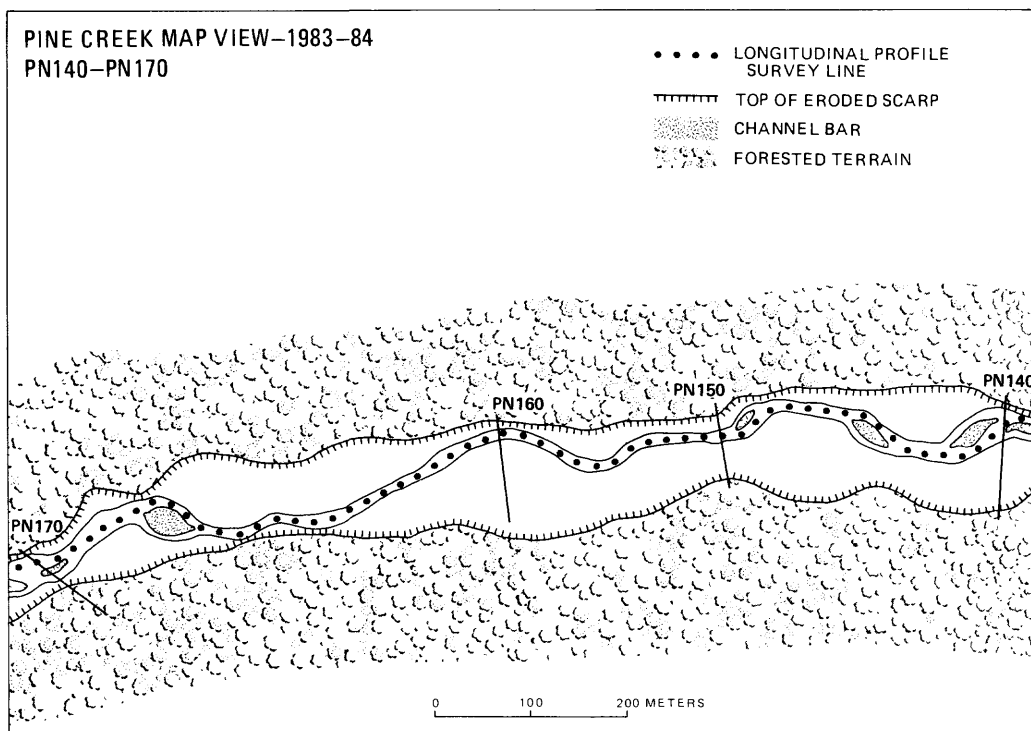 PINE CREEK MAP VIEW–1983–84
PN140–PN170
LONGITUDINAL PROFILE
SURVEY LINE
TOP OF ERODED SCARP
CHANNEL BAR
FORESTED TERRAIN
PN140
PN150
PN160
PN170
0 100 200 METERS